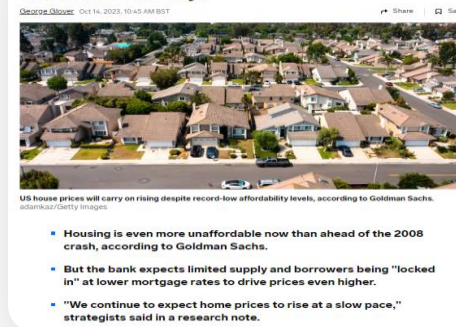 George Glover Oct 14, 2023, 10:45 AM BST
Share
US house prices will carry on rising despite record-low affordability levels, according to Goldman Sachs.
adamkaz/Getty Images
Housing is even more unaffordable now than ahead of the 2008
crash, according to Goldman Sachs.
But the bank expects limited supply and borrowers being "locked
in" at lower mortgage rates to drive prices even higher.
"We continue to expect home prices to rise at a slow pace,"
strategists said in a research note.